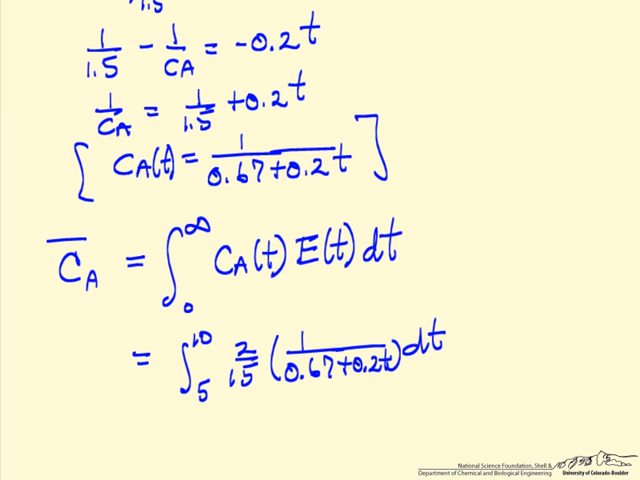 1.5
1/1.5 - 1/CA = -0.2t
1/CA = 1/1.5 + 0.2t
[ CA(t) = 1/(0.67+0.2t) ]
C̄A = ∫₀^∞ CA(t) E(t) dt
= ∫₅^10 2/15 (1/(0.67+0.2t)) dt
National Science Foundation, Shell &
Department of Chemical and Biological Engineering
University of Colorado-Boulder